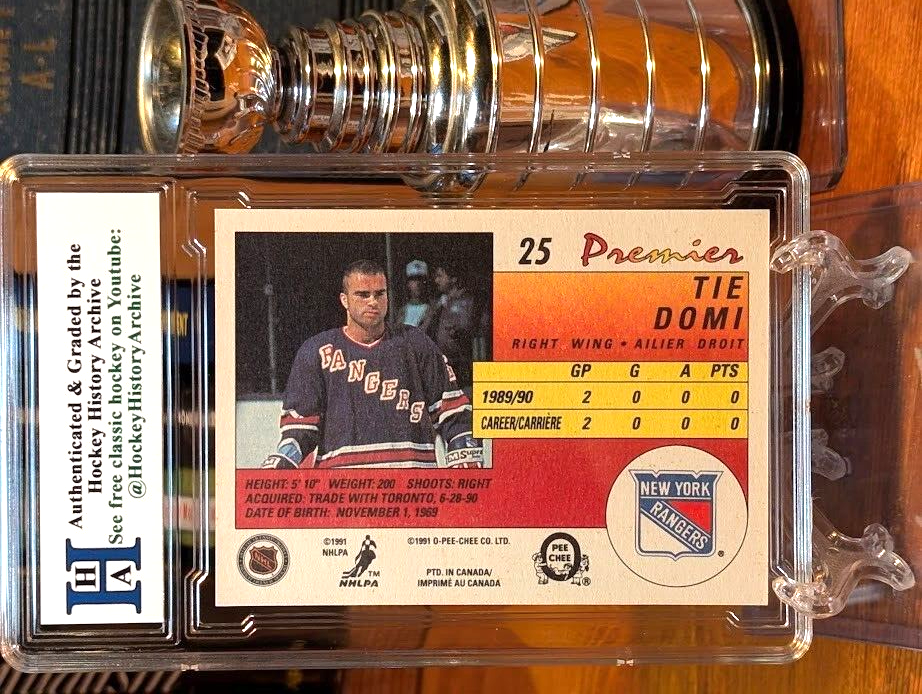 Authenticated & Graded by the
Hockey History Archive
See free classic hockey on Youtube:
@HockeyHistoryArchive
H H A
25 Premier
TIE
DOMI
RIGHT WING • AILIER DROIT
GP G A PTS
1989/90 2 0 0 0
CAREER/CARRIÈRE 2 0 0 0
RANGERS
HEIGHT: 5' 10" WEIGHT: 200 SHOOTS: RIGHT
ACQUIRED: TRADE WITH TORONTO, 6-28-90
DATE OF BIRTH: NOVEMBER 1, 1969
NEW YORK
RANGERS
®
NHL
©1991
NHLPA
NHLPA™
©1991 O-PEE-CHEE CO. LTD.
PTD. IN CANADA/
IMPRIMÉ AU CANADA
O
PEE
CHEE
®